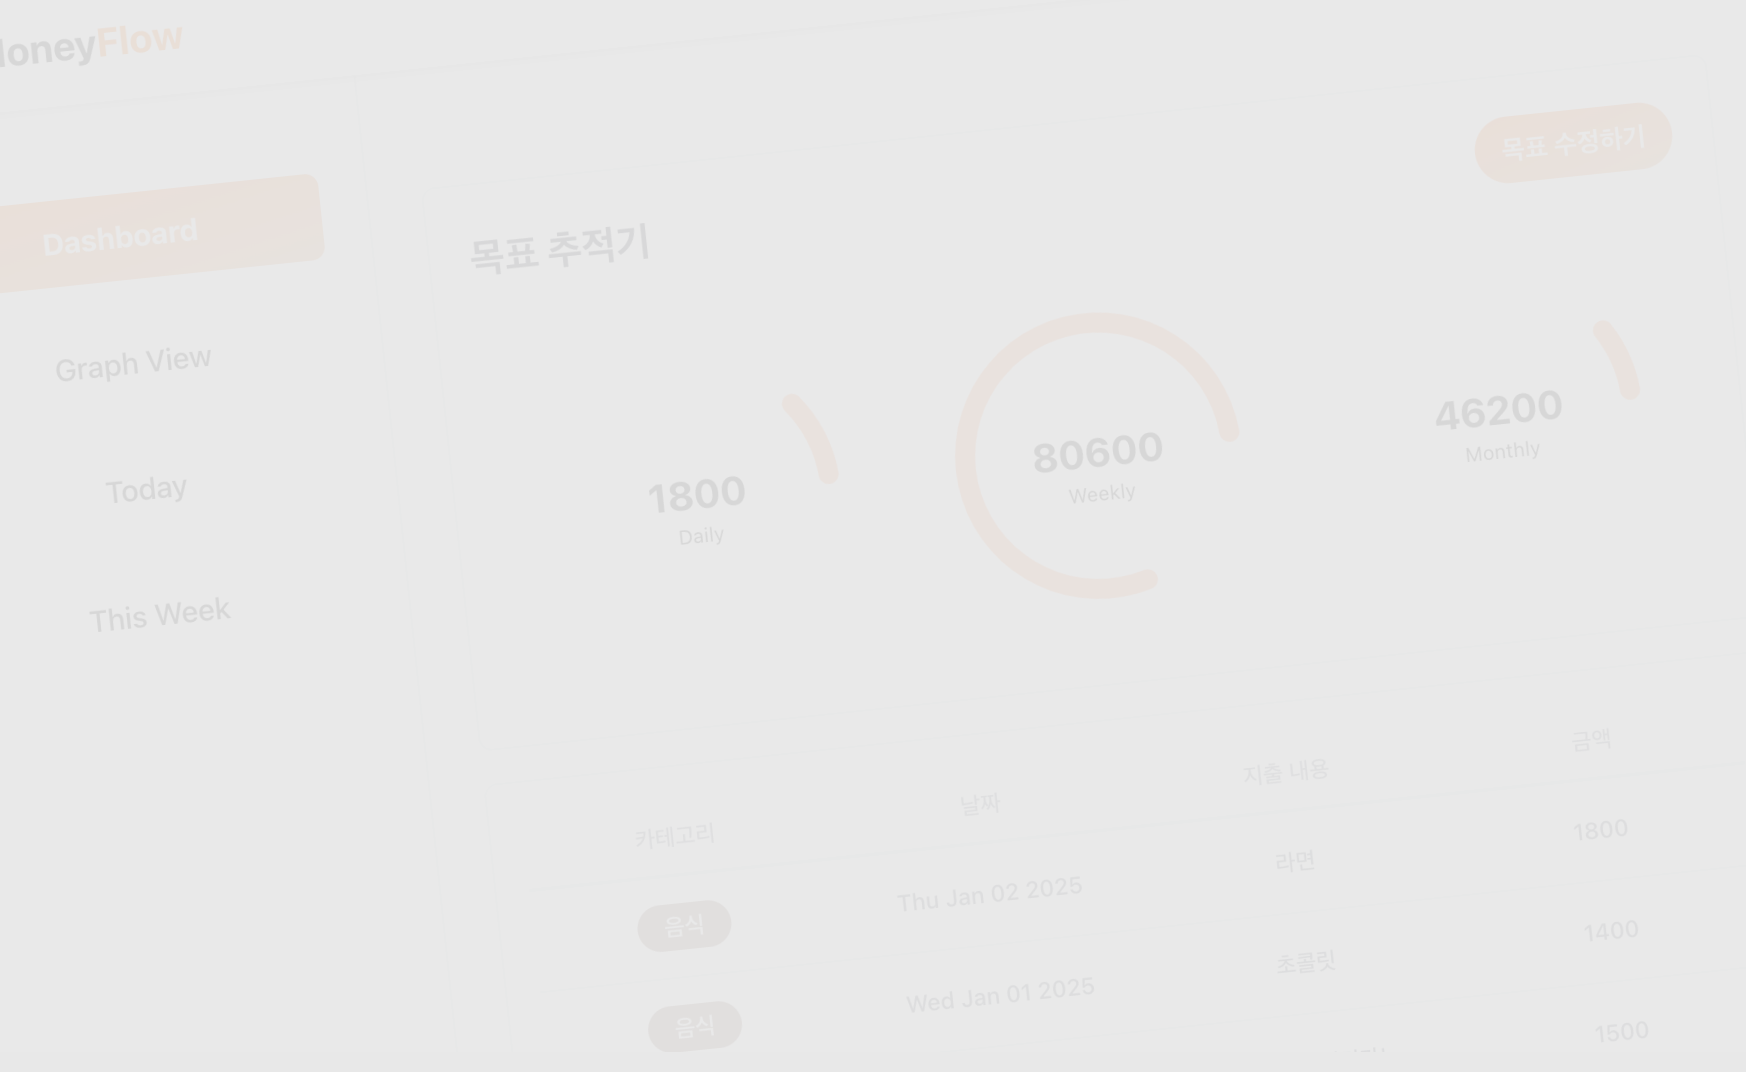 MoneyFlow
목표 수정하기
Dashboard
목표 추적기
Graph View
Today
This Week
1800
Daily
80600
Weekly
46200
Monthly
카테고리 날짜 지출 내용 금액
음식 Thu Jan 02 2025 라면 1800
음식 Wed Jan 01 2025 초콜릿 1400
1500